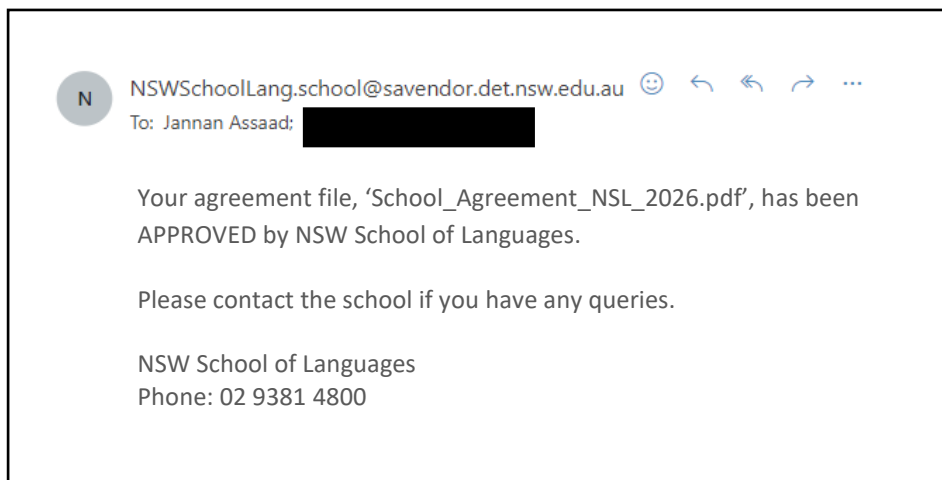 N
NSWSchoolLang.school@savendor.det.nsw.edu.au
To: Jannan Assaad;
Your agreement file, ‘School_Agreement_NSL_2026.pdf’, has been
APPROVED by NSW School of Languages.
Please contact the school if you have any queries.
NSW School of Languages
Phone: 02 9381 4800